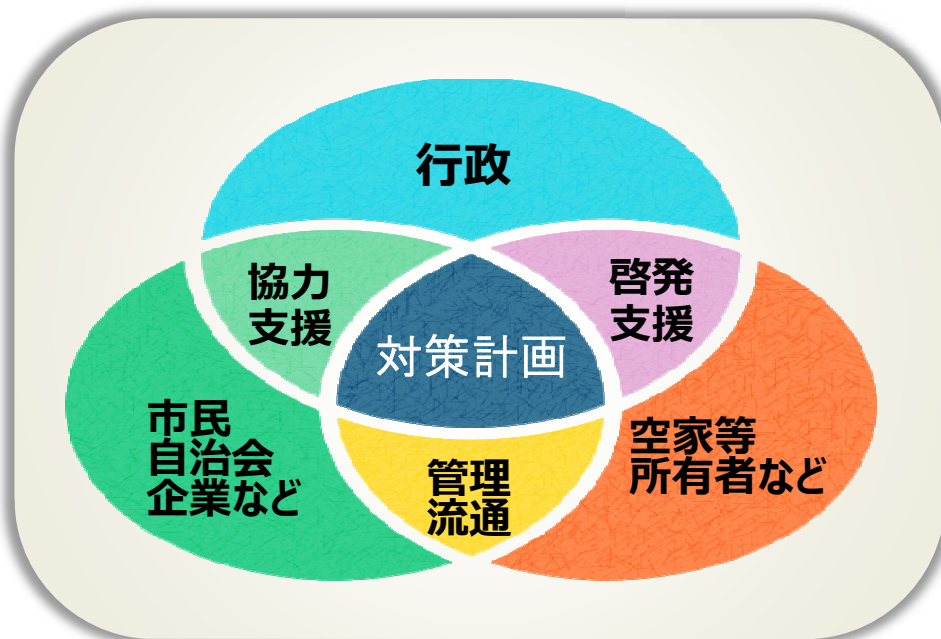 行政
協力
支援
啓発
支援
対策計画
市民
自治会
企業など
空家等
所有者など
管理
流通